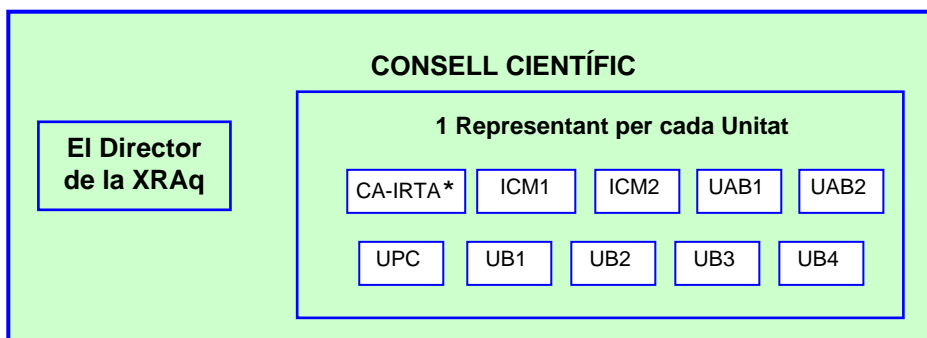 CONSELL CIENTÍFIC
El Director
de la XRAq
1 Representant per cada Unitat
CA-IRTA*
ICM1
ICM2
UAB1
UAB2
UPC
UB1
UB2
UB3
UB4